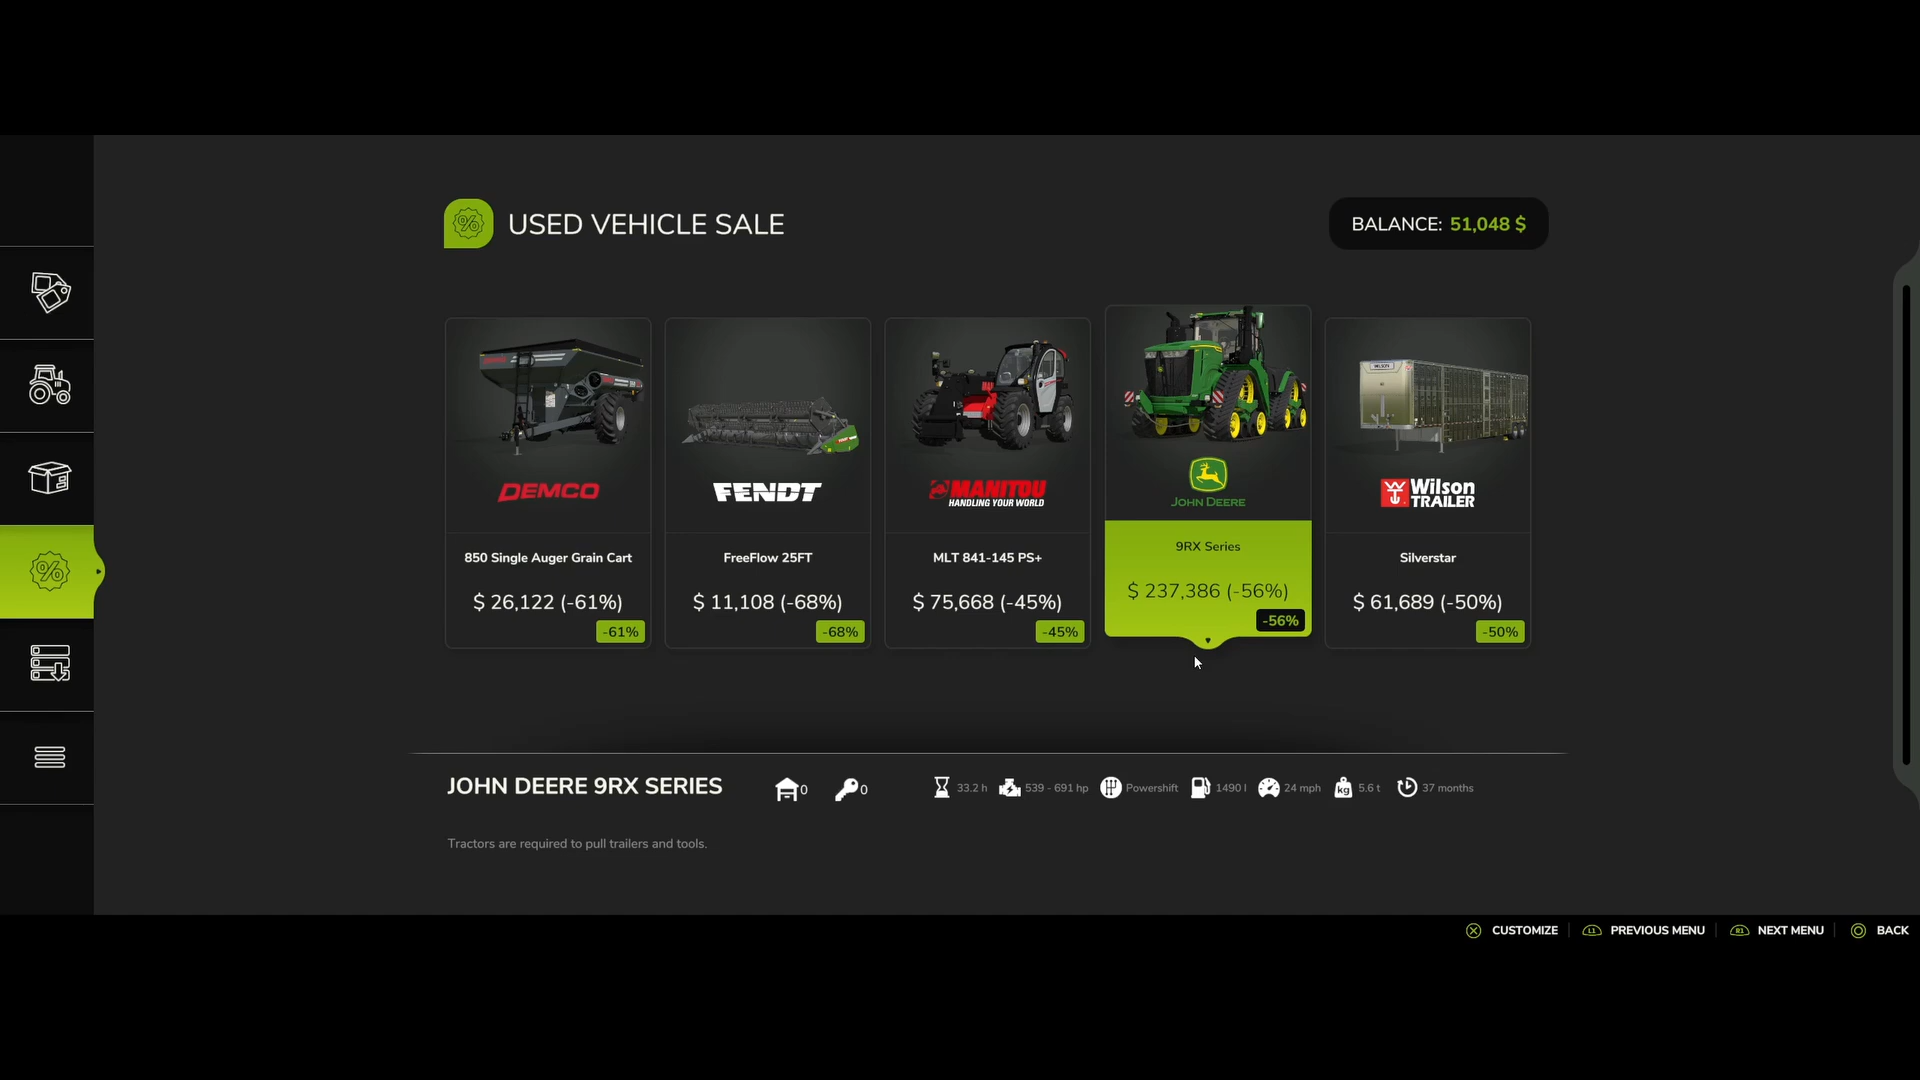 USED VEHICLE SALE
BALANCE: 51,048 $
DEMCO
FENDT
MANITOU
HANDLING YOUR WORLD
JOHN DEERE
WILSON
Wilson
TRAILER
850 Single Auger Grain Cart
FreeFlow 25FT
MLT 841-145 PS+
9RX Series
Silverstar
$ 26,122 (-61%)
$ 11,108 (-68%)
$ 75,668 (-45%)
$ 237,386 (-56%)
$ 61,689 (-50%)
-61%
-68%
-45%
-56%
-50%
JOHN DEERE 9RX SERIES
0
0
33.2 h
539 - 691 hp
Powershift
1490 l
24 mph
kg
5.6 t
37 months
Tractors are required to pull trailers and tools.
CUSTOMIZE
L1
PREVIOUS MENU
R1
NEXT MENU
BACK